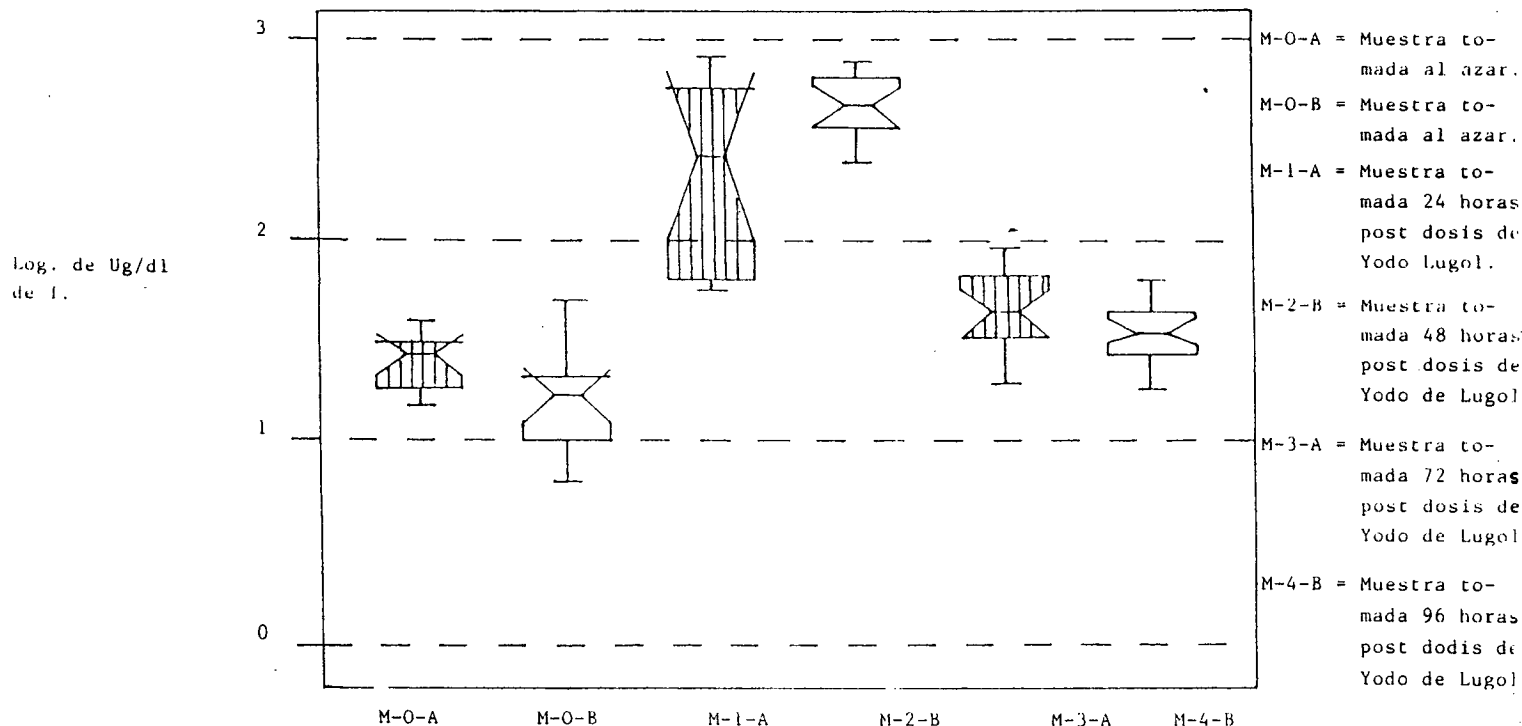 3
2
1
0
Log. de Ug/dl
de I.
M-O-A
M-O-B
M-1-A
M-2-B
M-3-A
M-4-B
M-O-A = Muestra to-
mada al azar.
M-O-B = Muestra to-
mada al azar.
M-1-A = Muestra to-
mada 24 horas
post dosis de
Yodo Lugol.
M-2-B = Muestra to-
mada 48 horas
post dosis de
Yodo de Lugol
M-3-A = Muestra to-
mada 72 horas
post dosis de
Yodo de Lugol
M-4-B = Muestra to-
mada 96 horas
post dodis de
Yodo de Lugol